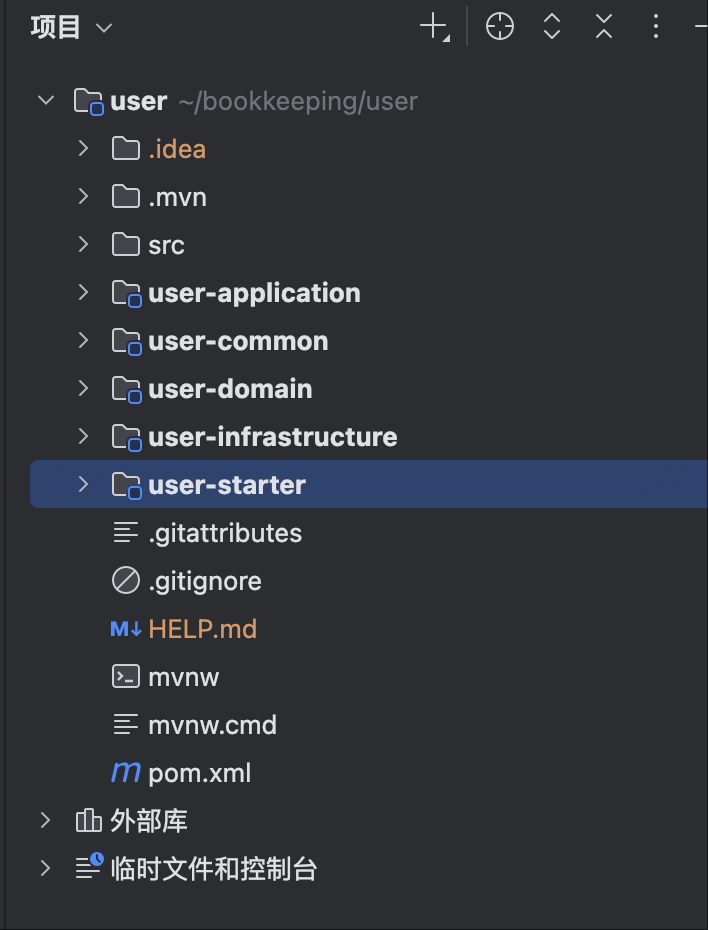 项目
user ~/bookkeeping/user
.idea
.mvn
src
user-application
user-common
user-domain
user-infrastructure
user-starter
.gitattributes
.gitignore
M↓ HELP.md
mvnw
mvnw.cmd
m pom.xml
外部库
临时文件和控制台